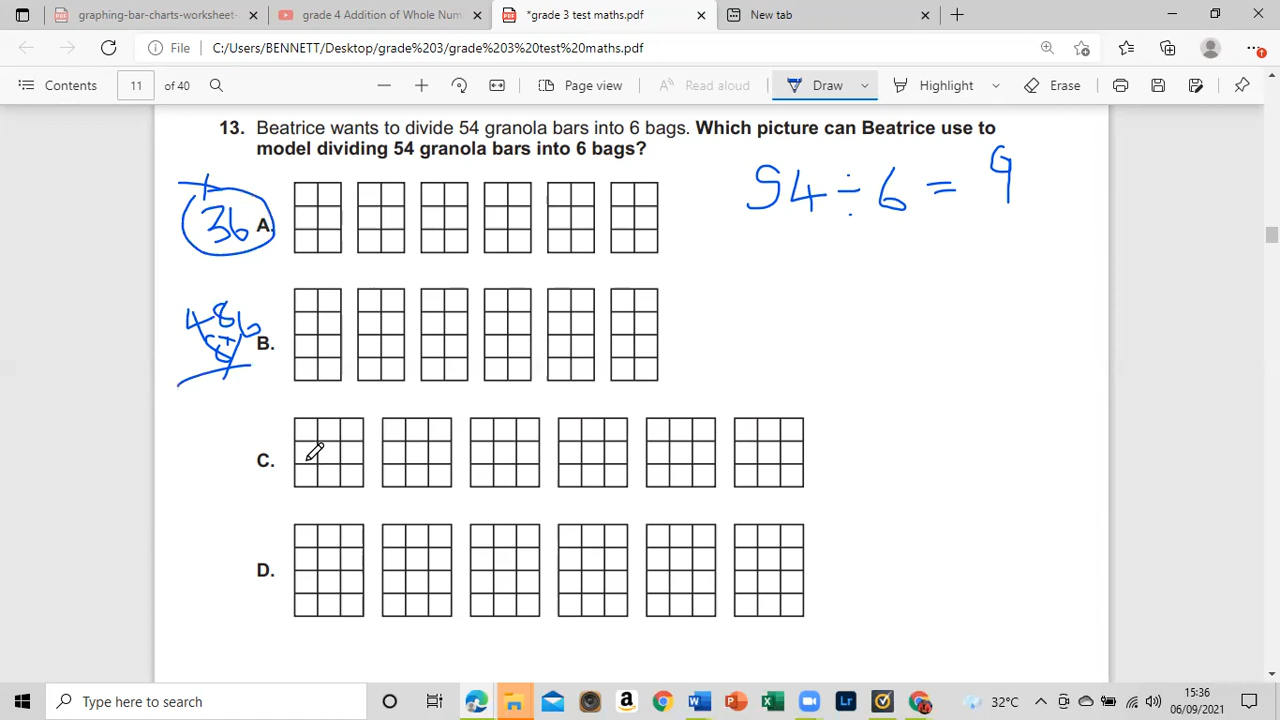 graphing-bar-charts-worksheet-
grade 4 Addition of Whole Num
*grade 3 test maths.pdf
New tab
File C:/Users/BENNETT/Desktop/grade%203/grade%203%20test%20maths.pdf
Contents 11 of 40 Page view Read aloud Draw Highlight Erase
13. Beatrice wants to divide 54 granola bars into 6 bags. Which picture can Beatrice use to
model dividing 54 granola bars into 6 bags?
54 ÷ 6 = 9
36 A.
48 B.
C.
D.
Type here to search
32°C
15:36
06/09/2021